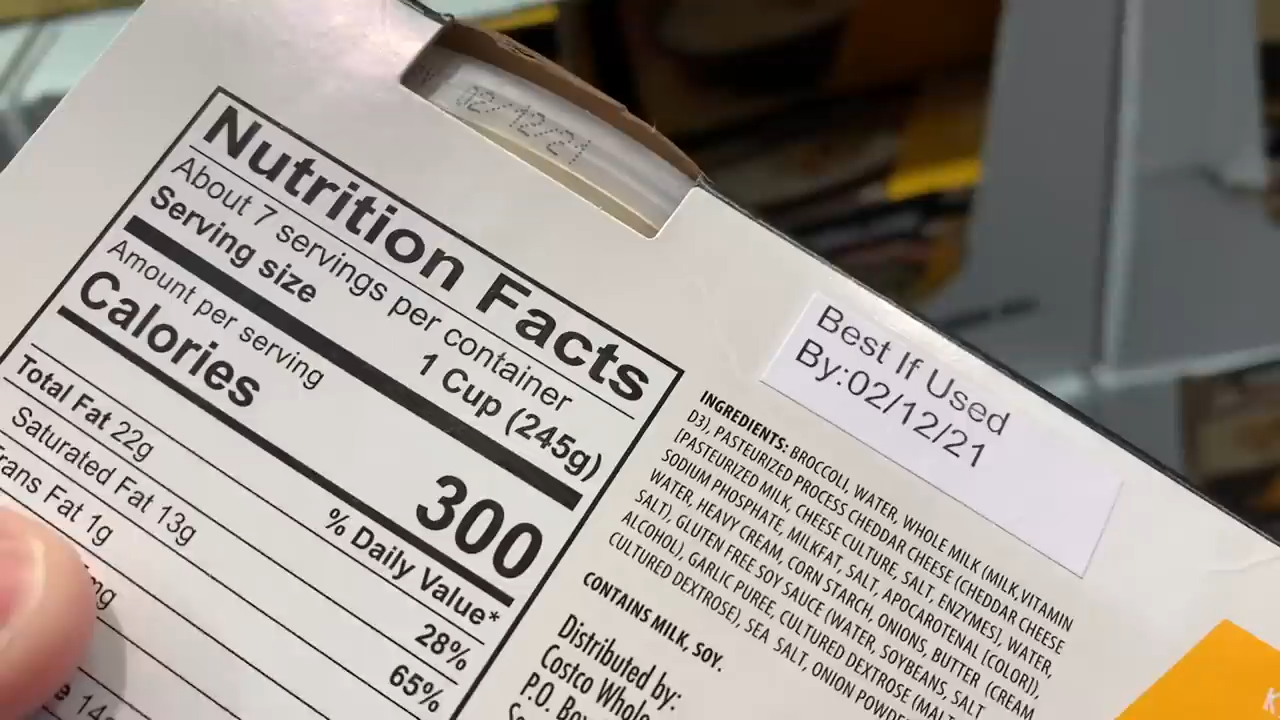 02/12/21
Nutrition Facts
About 7 servings per container
Serving size 1 Cup (245g)
Amount per serving
Calories 300
% Daily Value*
Total Fat 22g 28%
Saturated Fat 13g 65%
Trans Fat 1g
mg
Best If Used
By:02/12/21
INGREDIENTS: BROCCOLI, WATER, WHOLE MILK (MILK, VITAMIN
D3), PASTEURIZED PROCESS CHEDDAR CHEESE (CHEDDAR CHEESE
[PASTEURIZED MILK, CHEESE CULTURE, SALT, ENZYMES], WATER,
SODIUM PHOSPHATE, MILKFAT, SALT, APOCAROTENAL [COLOR]),
WATER, HEAVY CREAM, CORN STARCH, ONIONS, BUTTER (CREAM
SALT), GLUTEN FREE SOY SAUCE (WATER, SOYBEANS, SALT
ALCOHOL), GARLIC PUREE, CULTURED DEXTROSE (MALT
CULTURED DEXTROSE), SEA SALT, ONION POWDE
CONTAINS MILK, SOY.
Distributed by:
Costco Whole
P.O. Box